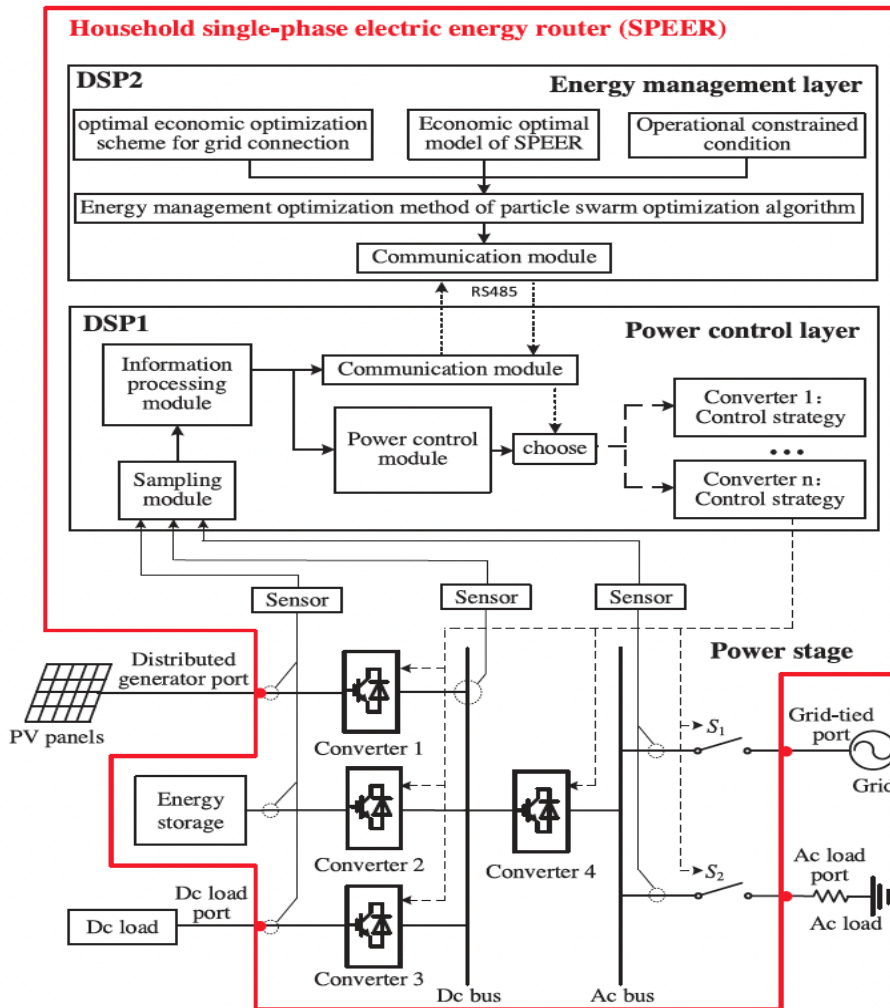 Household single-phase electric energy router (SPEER)
DSP2
Energy management layer
optimal economic optimization
scheme for grid connection
Economic optimal
model of SPEER
Operational constrained
condition
Energy management optimization method of particle swarm optimization algorithm
Communication module
RS485
DSP1
Power control layer
Information
processing
module
Communication module
Converter 1:
Control strategy
Power control
module
choose
•••
Sampling
module
Converter n:
Control strategy
Sensor
Sensor
Sensor
Distributed
generator port
Power stage
PV panels
Converter 1
S1
Grid-tied
port
Grid
Energy
storage
Converter 2
Converter 4
S2
Ac load
port
Dc load
port
Dc load
Ac load
Converter 3
Dc bus
Ac bus